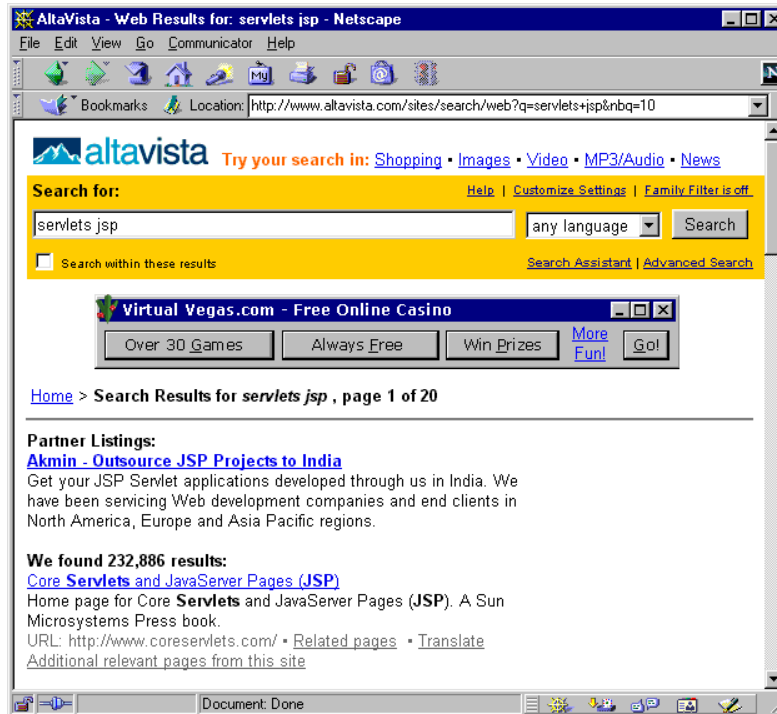 AltaVista - Web Results for: servlets jsp - Netscape
File Edit View Go Communicator Help
My
N
Bookmarks Location: http://www.altavista.com/sites/search/web?q=servlets+jsp&nbq=10
altavista Try your search in: Shopping ▪ Images ▪ Video ▪ MP3/Audio ▪ News
Search for: Help | Customize Settings | Family Filter is off
servlets jsp any language Search
Search within these results Search Assistant | Advanced Search
Virtual Vegas.com - Free Online Casino
Over 30 Games Always Free Win Prizes More Fun! Go!
Home > Search Results for servlets jsp , page 1 of 20
Partner Listings:
Akmin - Outsource JSP Projects to India
Get your JSP Servlet applications developed through us in India. We
have been servicing Web development companies and end clients in
North America, Europe and Asia Pacific regions.
We found 232,886 results:
Core Servlets and JavaServer Pages (JSP)
Home page for Core Servlets and JavaServer Pages (JSP). A Sun
Microsystems Press book.
URL: http://www.coreservlets.com/ ▪ Related pages ▪ Translate
Additional relevant pages from this site
Document: Done